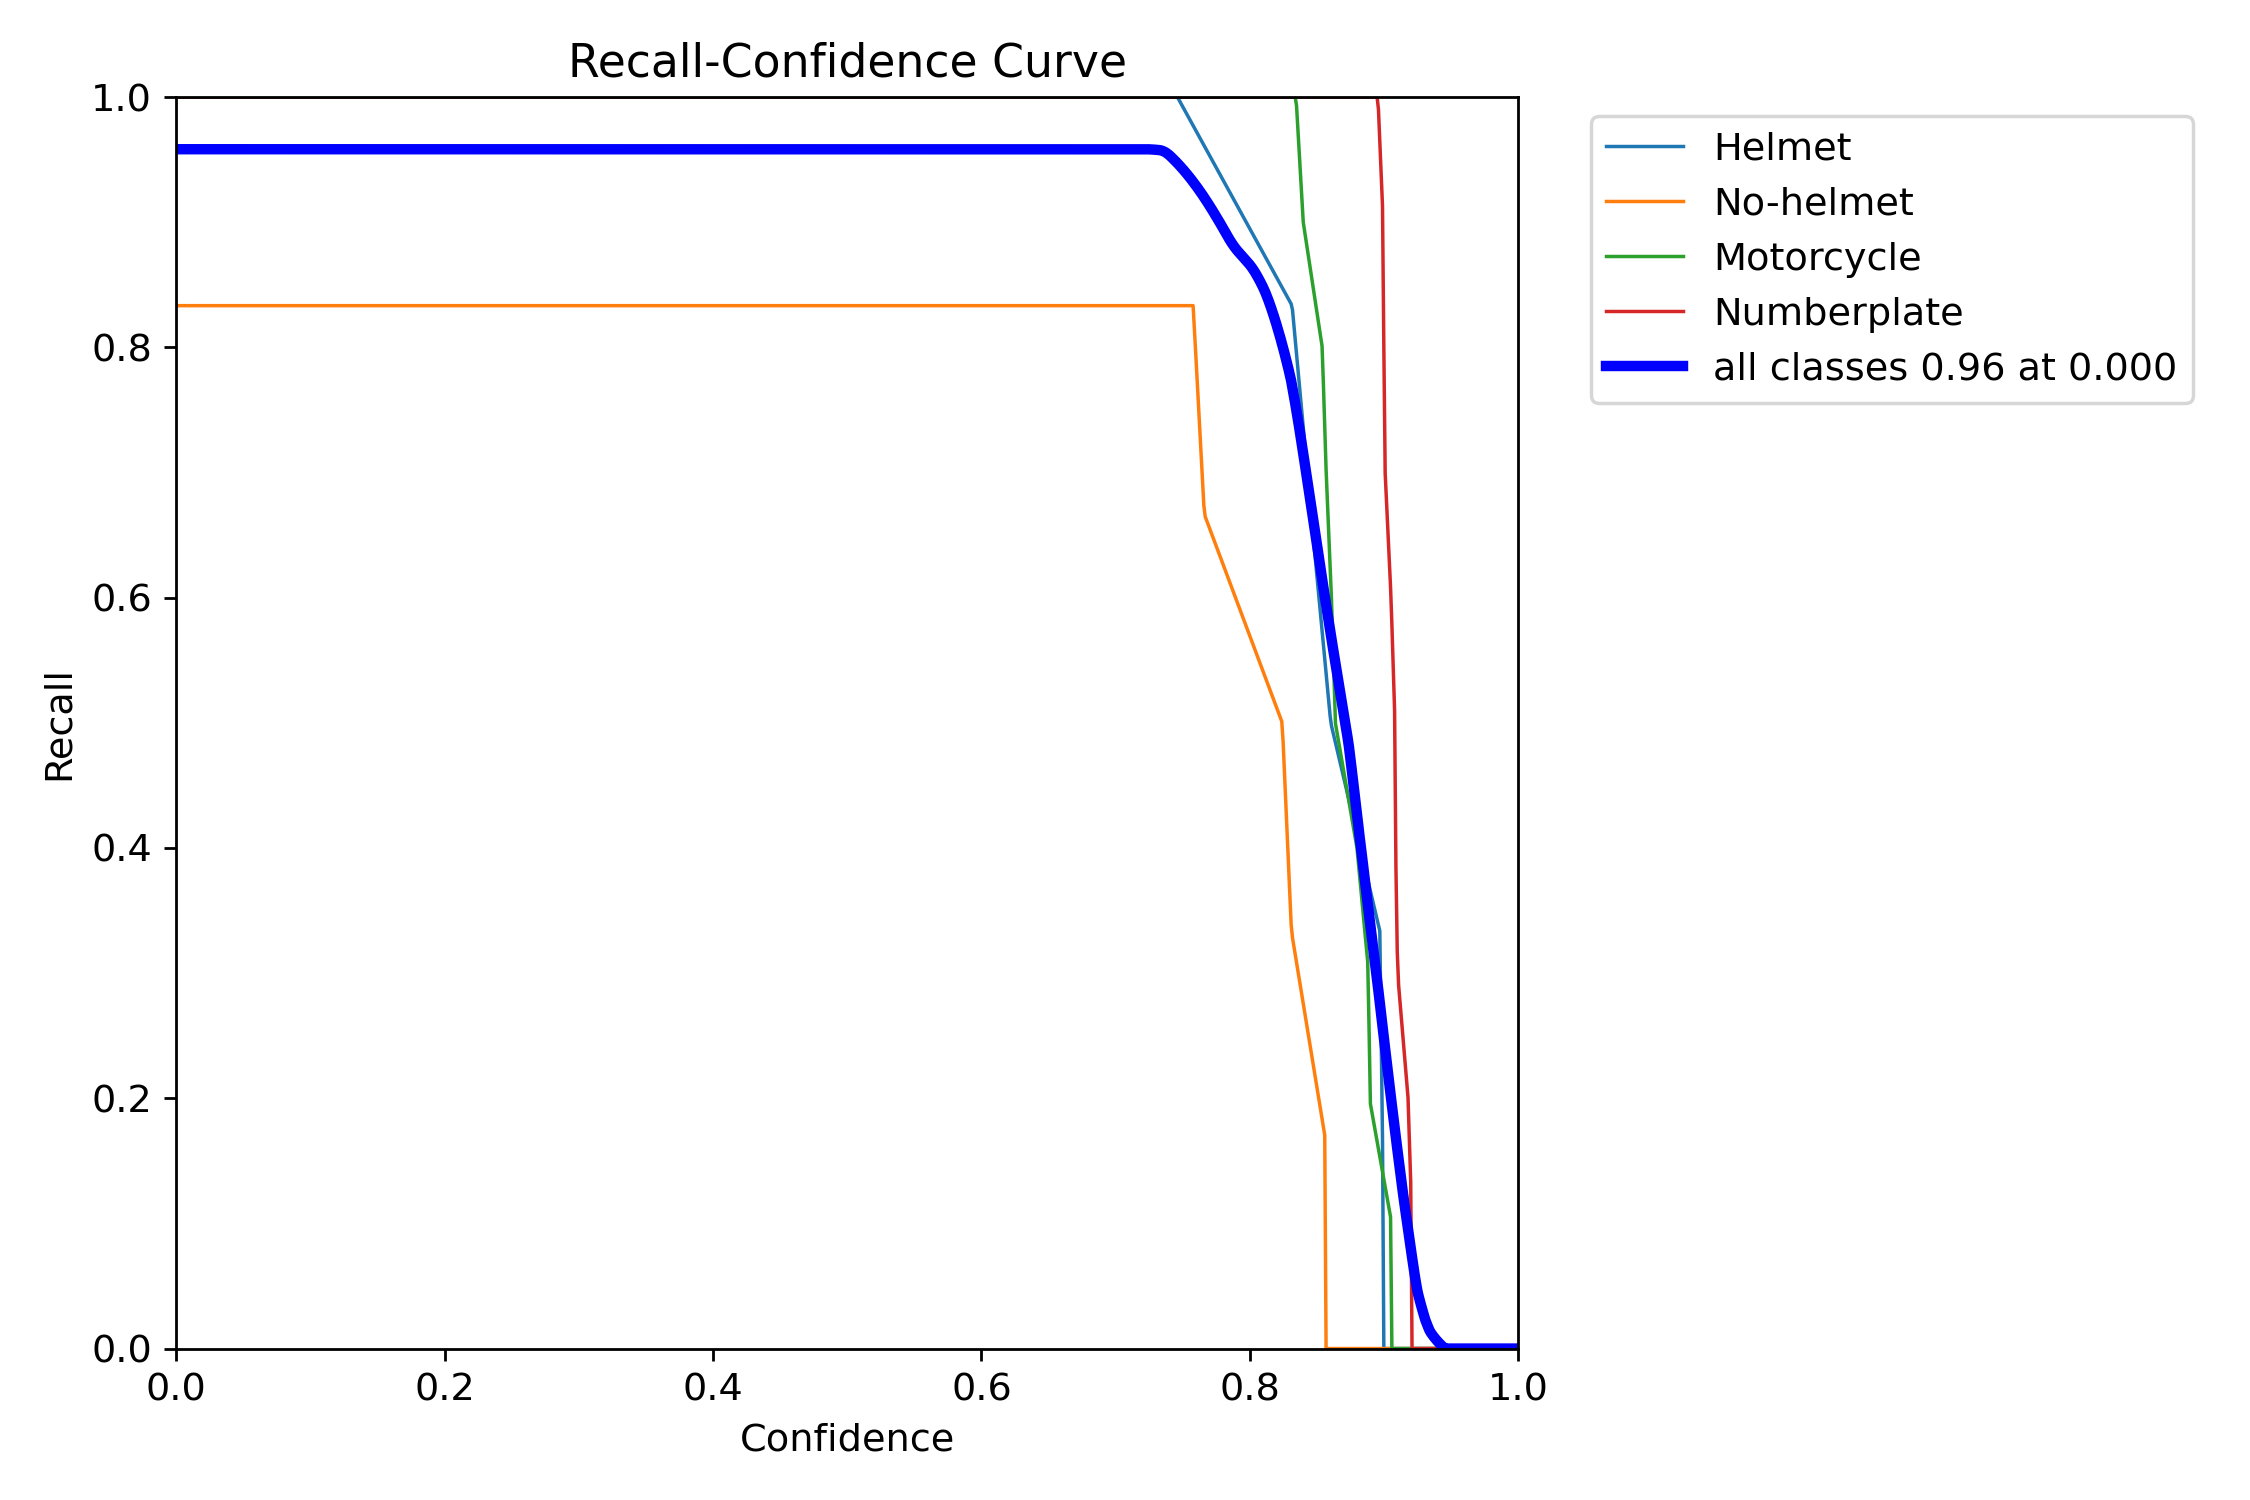 Recall-Confidence Curve
1.0
0.8
0.6
0.4
0.2
0.0
Recall
0.0 0.2 0.4 0.6 0.8 1.0
Confidence
Helmet
No-helmet
Motorcycle
Numberplate
all classes 0.96 at 0.000